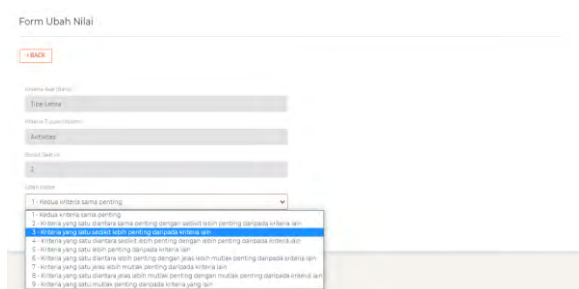 Form Ubah Nilai
< BACK
Kriteria Asal (Baris)
Tipe Lensa
Kriteria Tujuan (Kolom)
Aktivitas
Bobot Saat Ini
2
Ubah Bobot
1 - Kedua kriteria sama penting
1 - Kedua kriteria sama penting
2 - Kriteria yang satu diantara sama penting dengan sedikit lebih penting daripada kriteria lain
3 - Kriteria yang satu sedikit lebih penting daripada kriteria lain
4 - Kriteria yang satu diantara sedikit lebih penting dengan lebih penting daripada kriteria lain
5 - Kriteria yang satu lebih penting daripada kriteria lain
6 - Kriteria yang satu diantara lebih penting dengan jelas lebih mutlak penting daripada kriteria lain
7 - Kriteria yang satu jelas lebih mutlak penting daripada kriteria lain
8 - Kriteria yang satu diantara jelas lebih mutlak penting dengan mutlak penting daripada kriteria lain
9 - Kriteria yang satu mutlak penting daripada kriteria yang lain